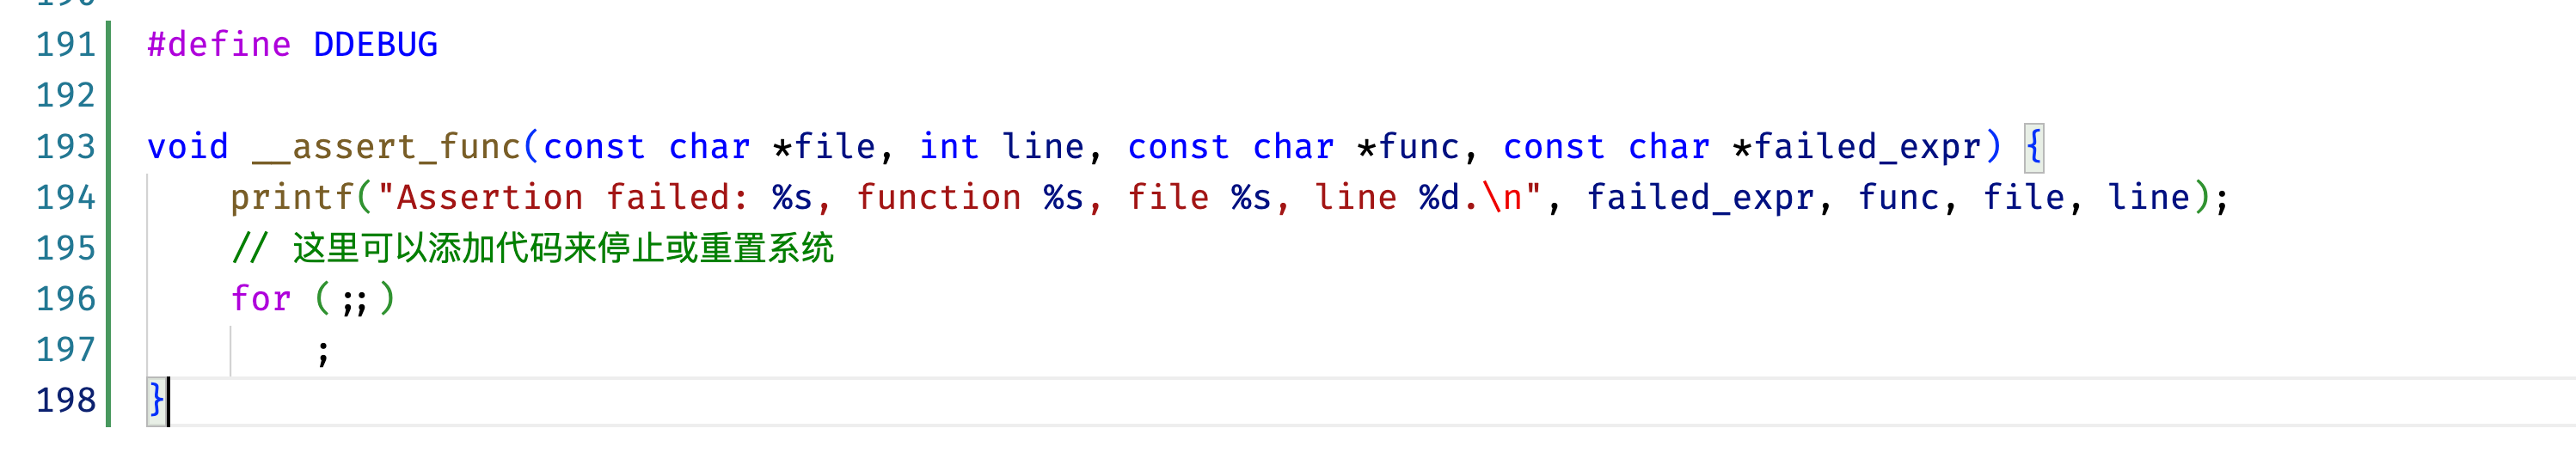 191 #define DDEBUG
192
193 void __assert_func(const char *file, int line, const char *func, const char *failed_expr) {
194     printf("Assertion failed: %s, function %s, file %s, line %d.\n", failed_expr, func, file, line);
195     // 这里可以添加代码来停止或重置系统
196     for (;;)
197         ;
198 }